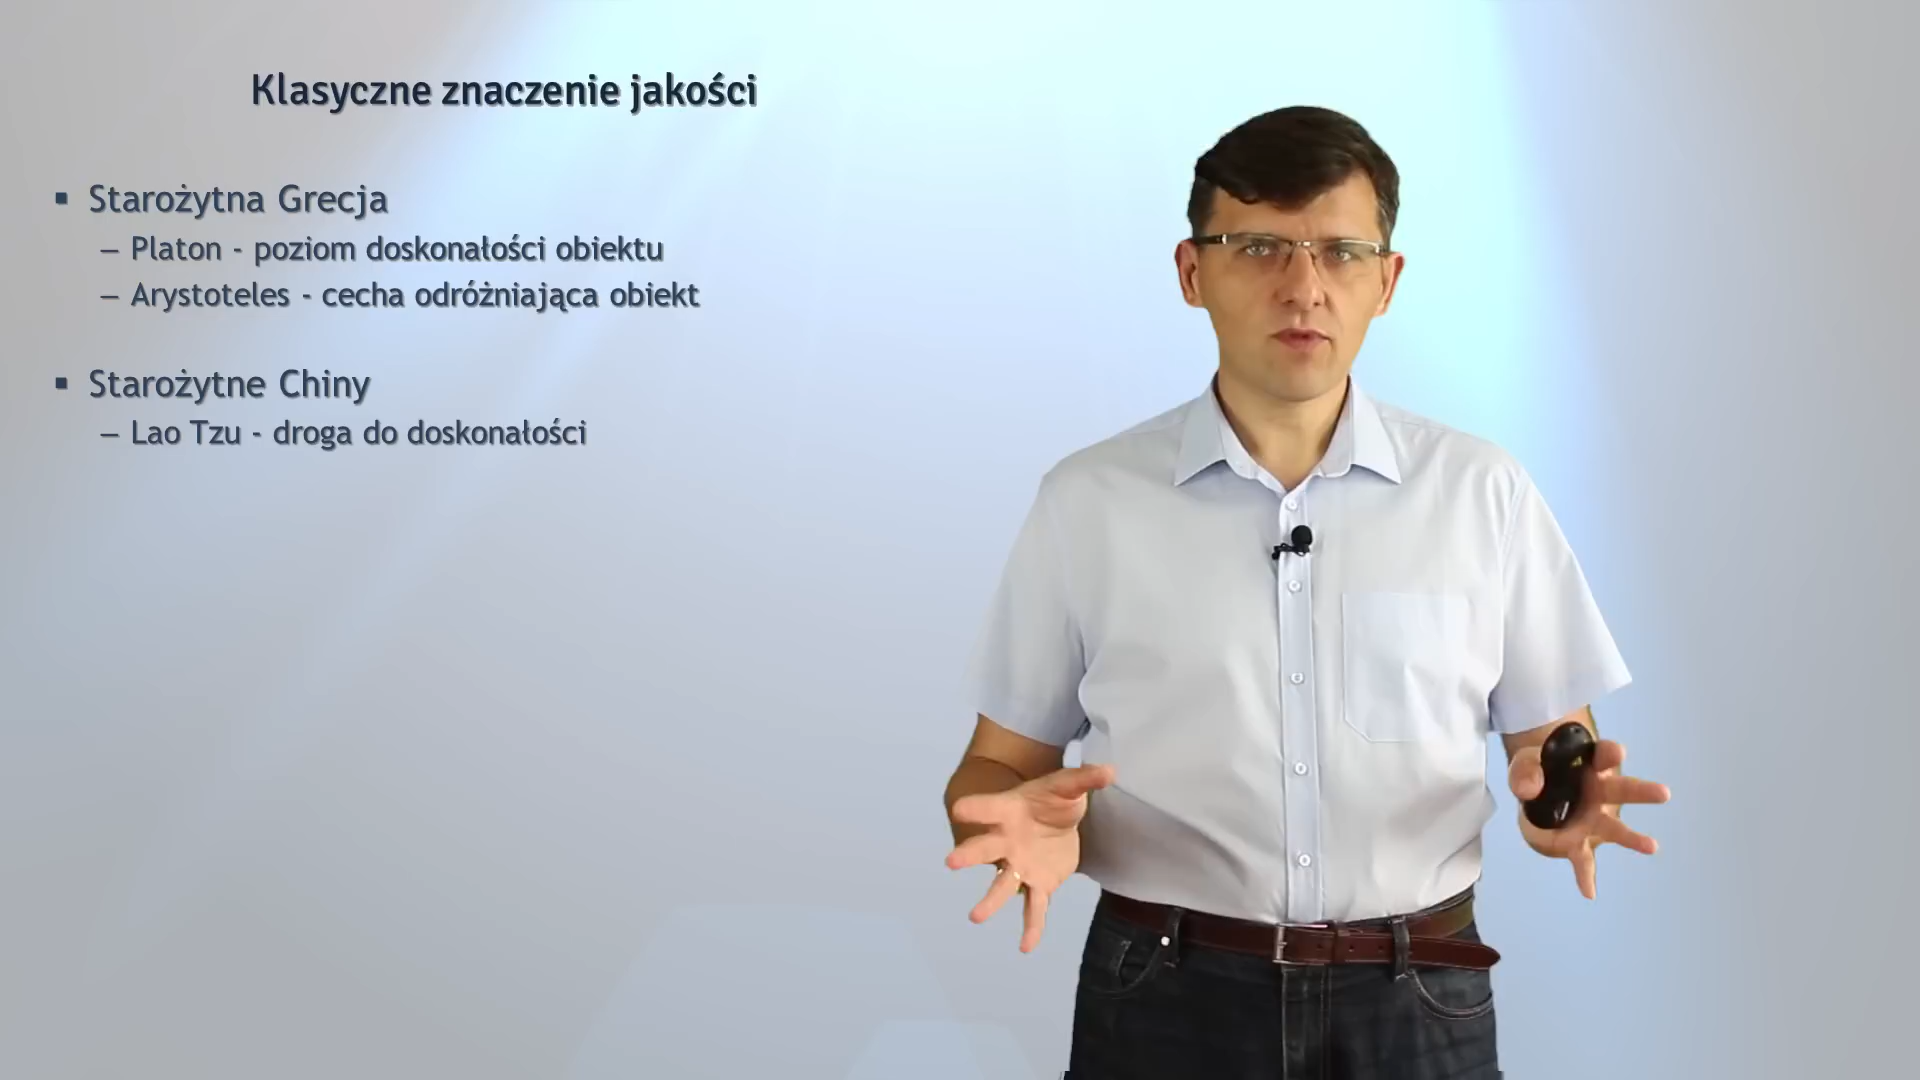 Klasyczne znaczenie jakości
▪ Starożytna Grecja
– Platon - poziom doskonałości obiektu
– Arystoteles - cecha odróżniająca obiekt
▪ Starożytne Chiny
– Lao Tzu - droga do doskonałości